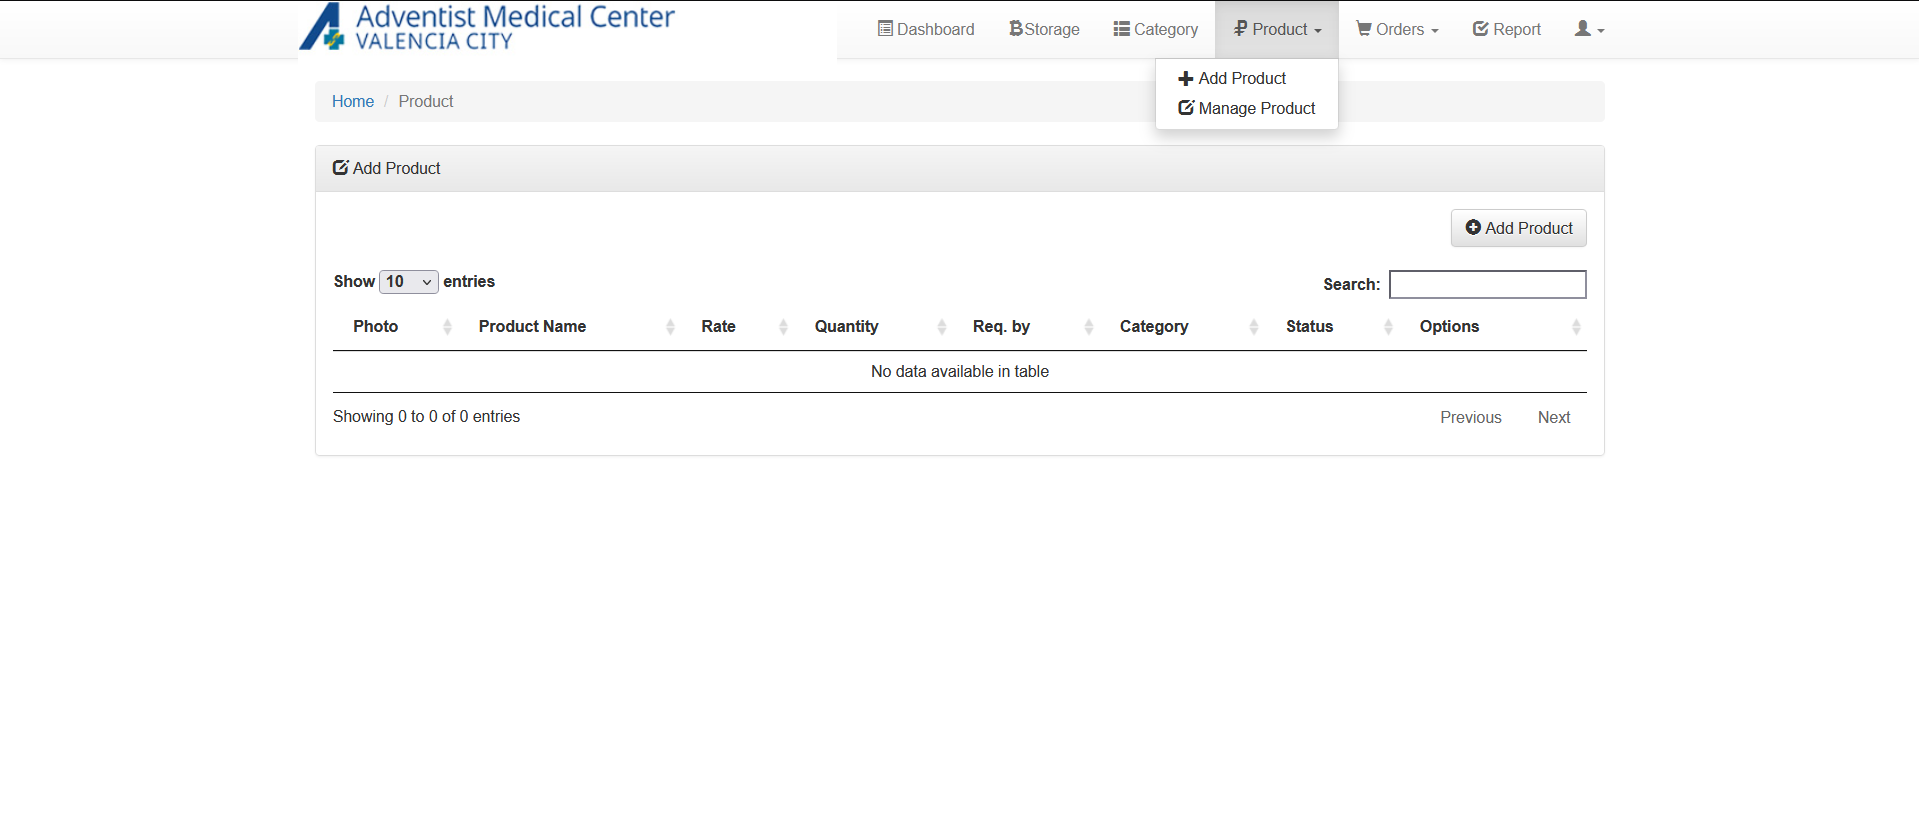 Adventist Medical Center
VALENCIA CITY
Dashboard Storage Category Product Orders Report
Add Product
Manage Product
Home / Product
Add Product
Add Product
Show 10 entries Search:
Photo Product Name Rate Quantity Req. by Category Status Options
No data available in table
Showing 0 to 0 of 0 entries Previous Next